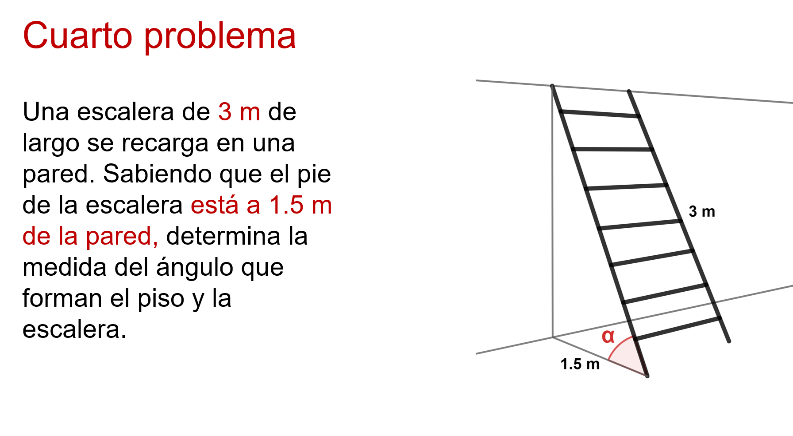 Cuarto problema
Una escalera de 3 m de
largo se recarga en una
pared. Sabiendo que el pie
de la escalera está a 1.5 m
de la pared, determina la
medida del ángulo que
forman el piso y la
escalera.
3 m
α
1.5 m